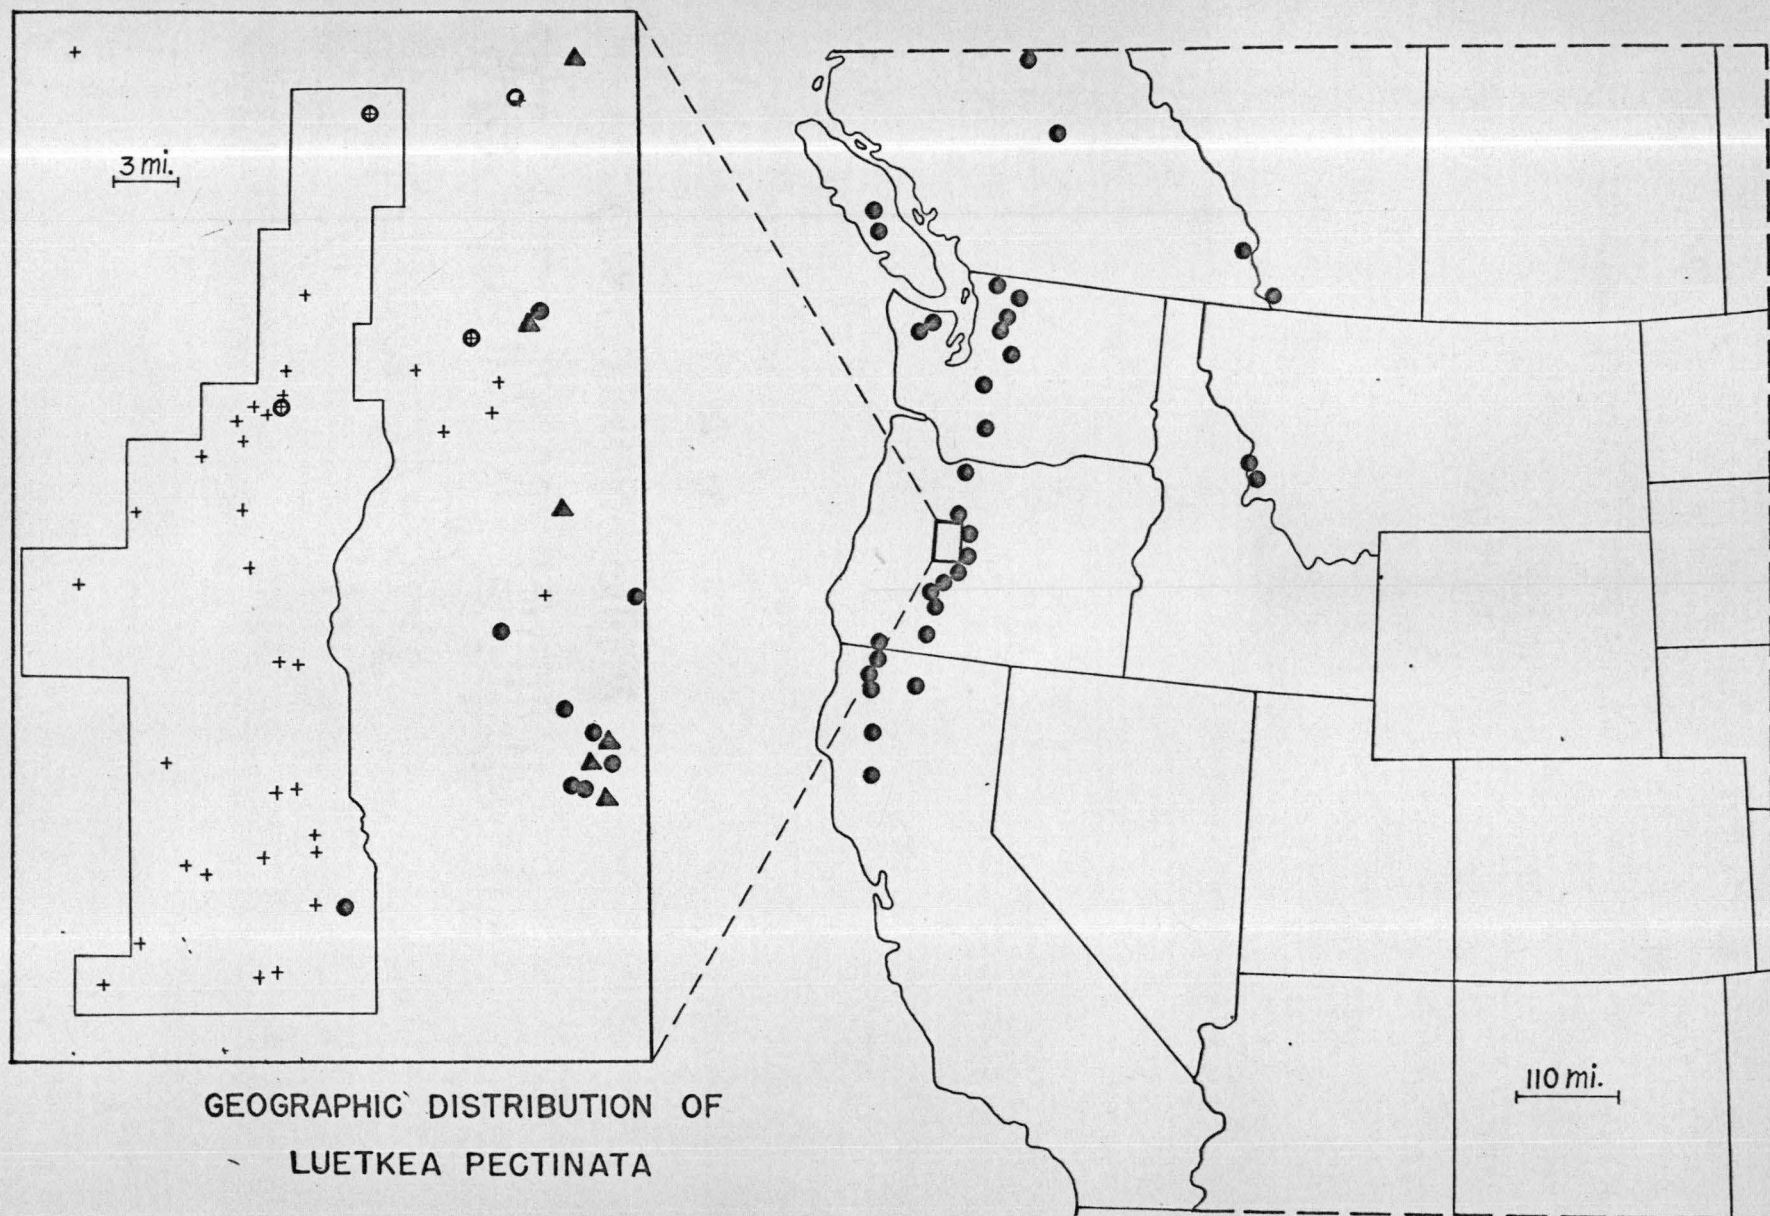 3 mi.
110 mi.
GEOGRAPHIC DISTRIBUTION OF
LUETKEA PECTINATA